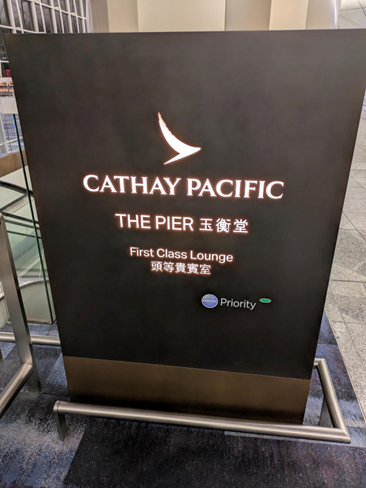 CATHAY PACIFIC
THE PIER 玉衡堂
First Class Lounge
頭等貴賓室
Priority